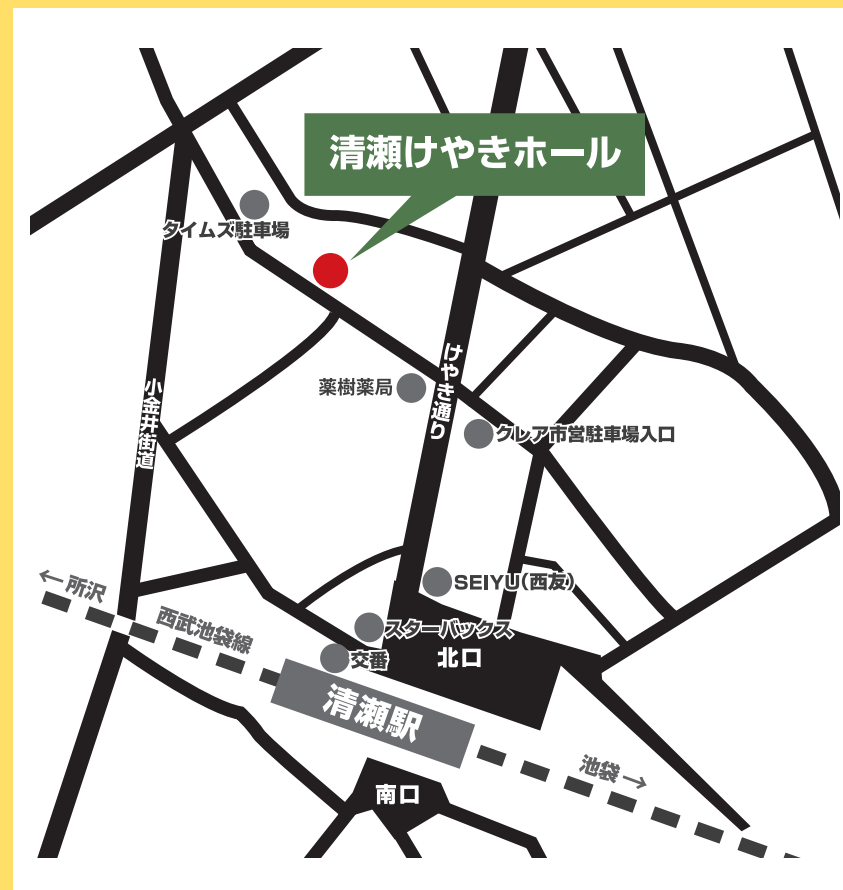 清瀬けやきホール
タイムズ駐車場
けやき通り
薬樹薬局
小金井街道
クレア市営駐車場入口
← 所沢
SEIYU(西友)
西武池袋線
スターバックス
北口
交番
清瀬駅
池袋 →
南口